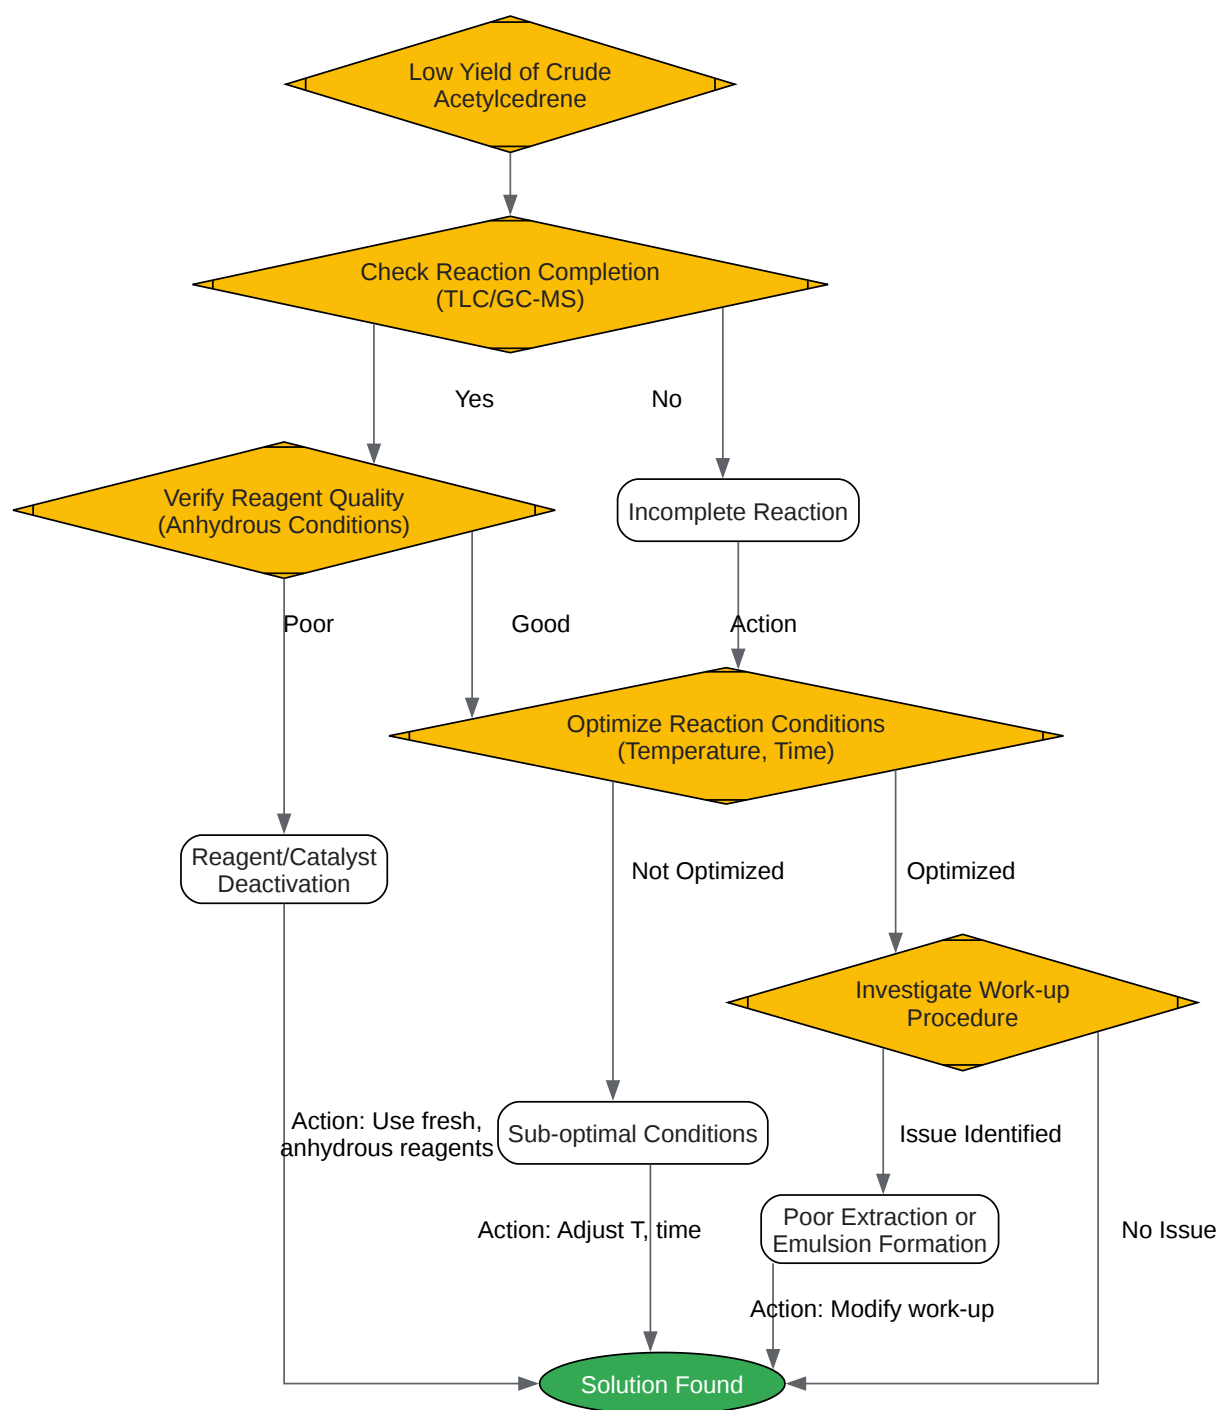 Low Yield of Crude
Acetylcedrene
Check Reaction Completion
(TLC/GC-MS)
Yes
No
Verify Reagent Quality
(Anhydrous Conditions)
Incomplete Reaction
Poor
Good
Action
Optimize Reaction Conditions
(Temperature, Time)
Reagent/Catalyst
Deactivation
Not Optimized
Optimized
Investigate Work-up
Procedure
Action: Use fresh,
anhydrous reagents
Sub-optimal Conditions
Issue Identified
Action: Adjust T, time
Poor Extraction or
Emulsion Formation
No Issue
Action: Modify work-up
Solution Found